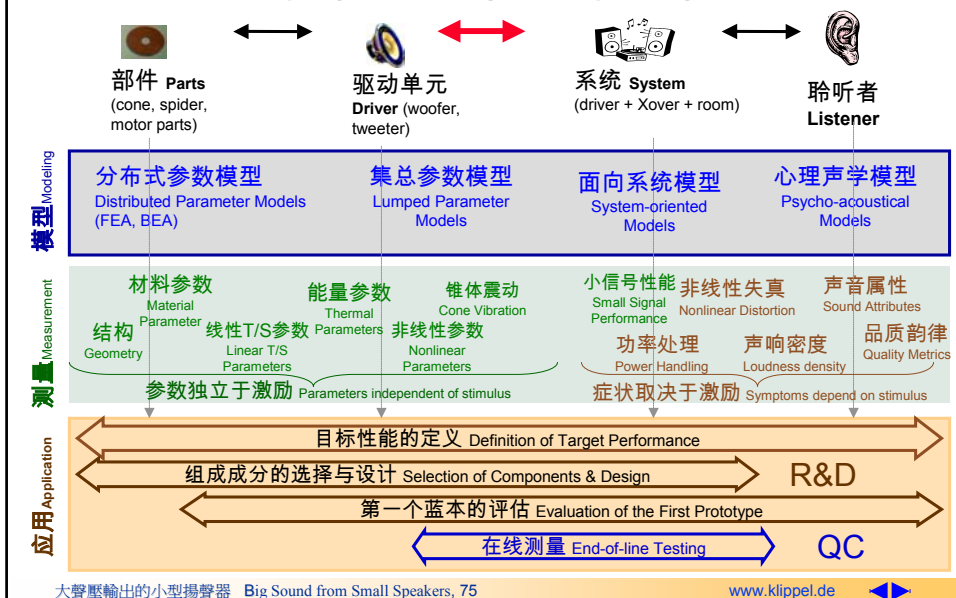 部件 Parts
(cone, spider,
motor parts)
驱动单元
Driver (woofer,
tweeter)
系统 System
(driver + Xover + room)
聆听者
Listener
模型 Modeling
分布式参数模型
Distributed Parameter Models
(FEA, BEA)
集总参数模型
Lumped Parameter
Models
面向系统模型
System-oriented
Models
心理声学模型
Psycho-acoustical
Models
测量 Measurement
材料参数
Material
Parameter
能量参数
Thermal
Parameters
锥体震动
Cone Vibration
小信号性能
Small Signal
Performance
非线性失真
Nonlinear Distortion
声音属性
Sound Attributes
结构
Geometry
线性T/S参数
Linear T/S
Parameters
非线性参数
Nonlinear
Parameters
功率处理
Power Handling
声响密度
Loudness density
品质韵律
Quality Metrics
参数独立于激励 Parameters independent of stimulus
症状取决于激励 Symptoms depend on stimulus
应用 Application
目标性能的定义 Definition of Target Performance
组成成分的选择与设计 Selection of Components & Design
R&D
第一个蓝本的评估 Evaluation of the First Prototype
在线测量 End-of-line Testing
QC
大聲壓輸出的小型揚聲器 Big Sound from Small Speakers, 75
www.klippel.de